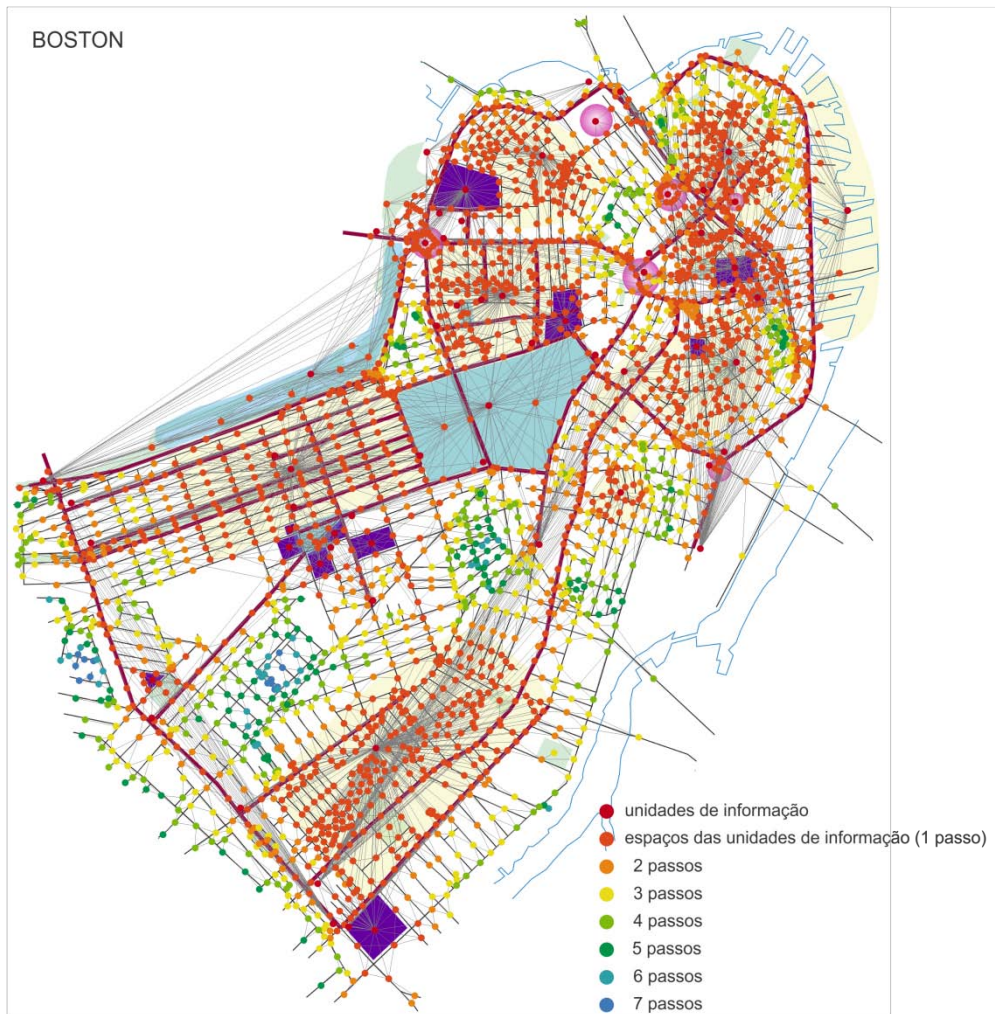 BOSTON
unidades de informação
espaços das unidades de informação (1 passo)
2 passos
3 passos
4 passos
5 passos
6 passos
7 passos